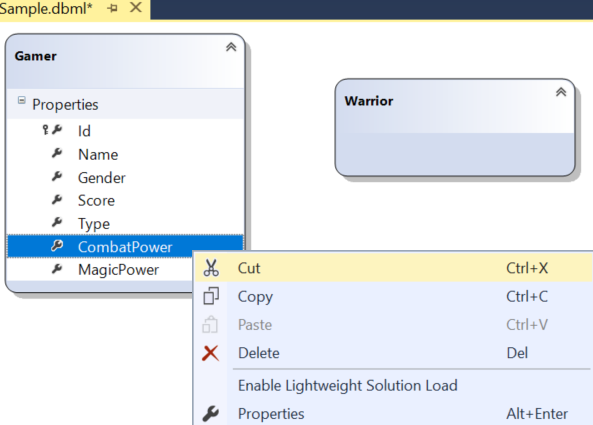 Sample.dbml*
Gamer
Properties
Id
Name
Gender
Score
Type
CombatPower
MagicPower
Warrior
Cut Ctrl+X
Copy Ctrl+C
Paste Ctrl+V
Delete Del
Enable Lightweight Solution Load
Properties Alt+Enter